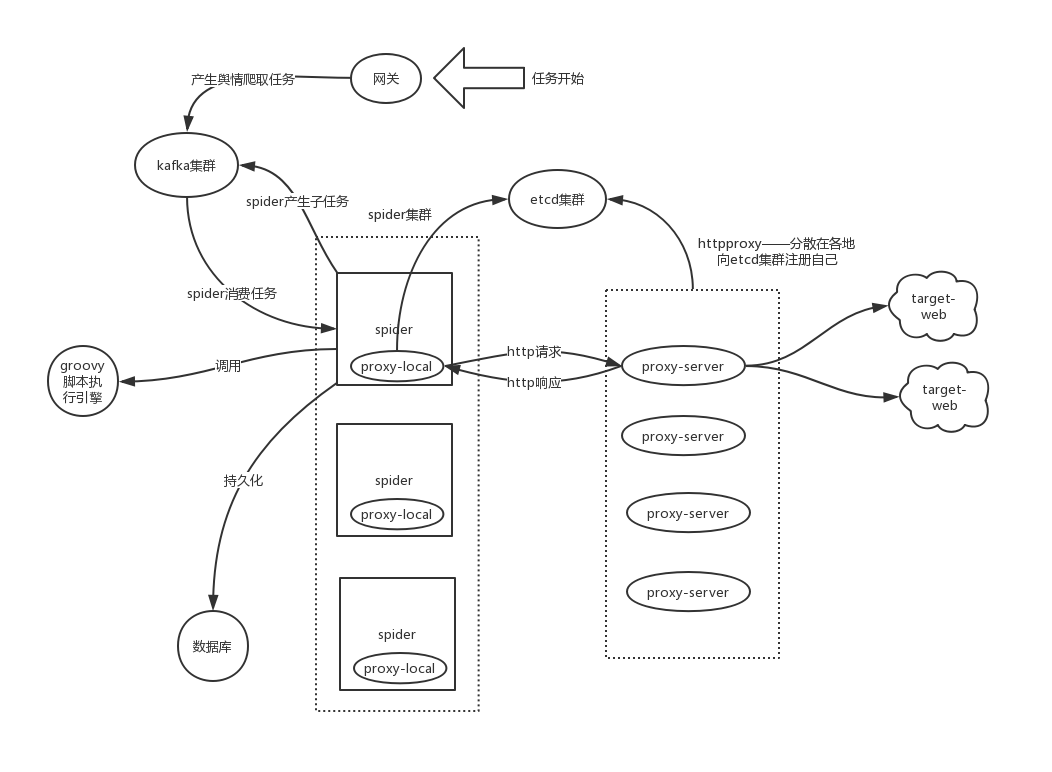 产生舆情爬取任务
网关
任务开始
kafka集群
spider产生子任务
spider集群
etcd集群
httpproxy——分散在各地
向etcd集群注册自己
spider消费任务
target-
web
spider
proxy-local
http请求
http响应
proxy-server
groovy
脚本执
行引擎
调用
target-
web
proxy-server
持久化
spider
proxy-local
proxy-server
proxy-server
数据库
spider
proxy-local